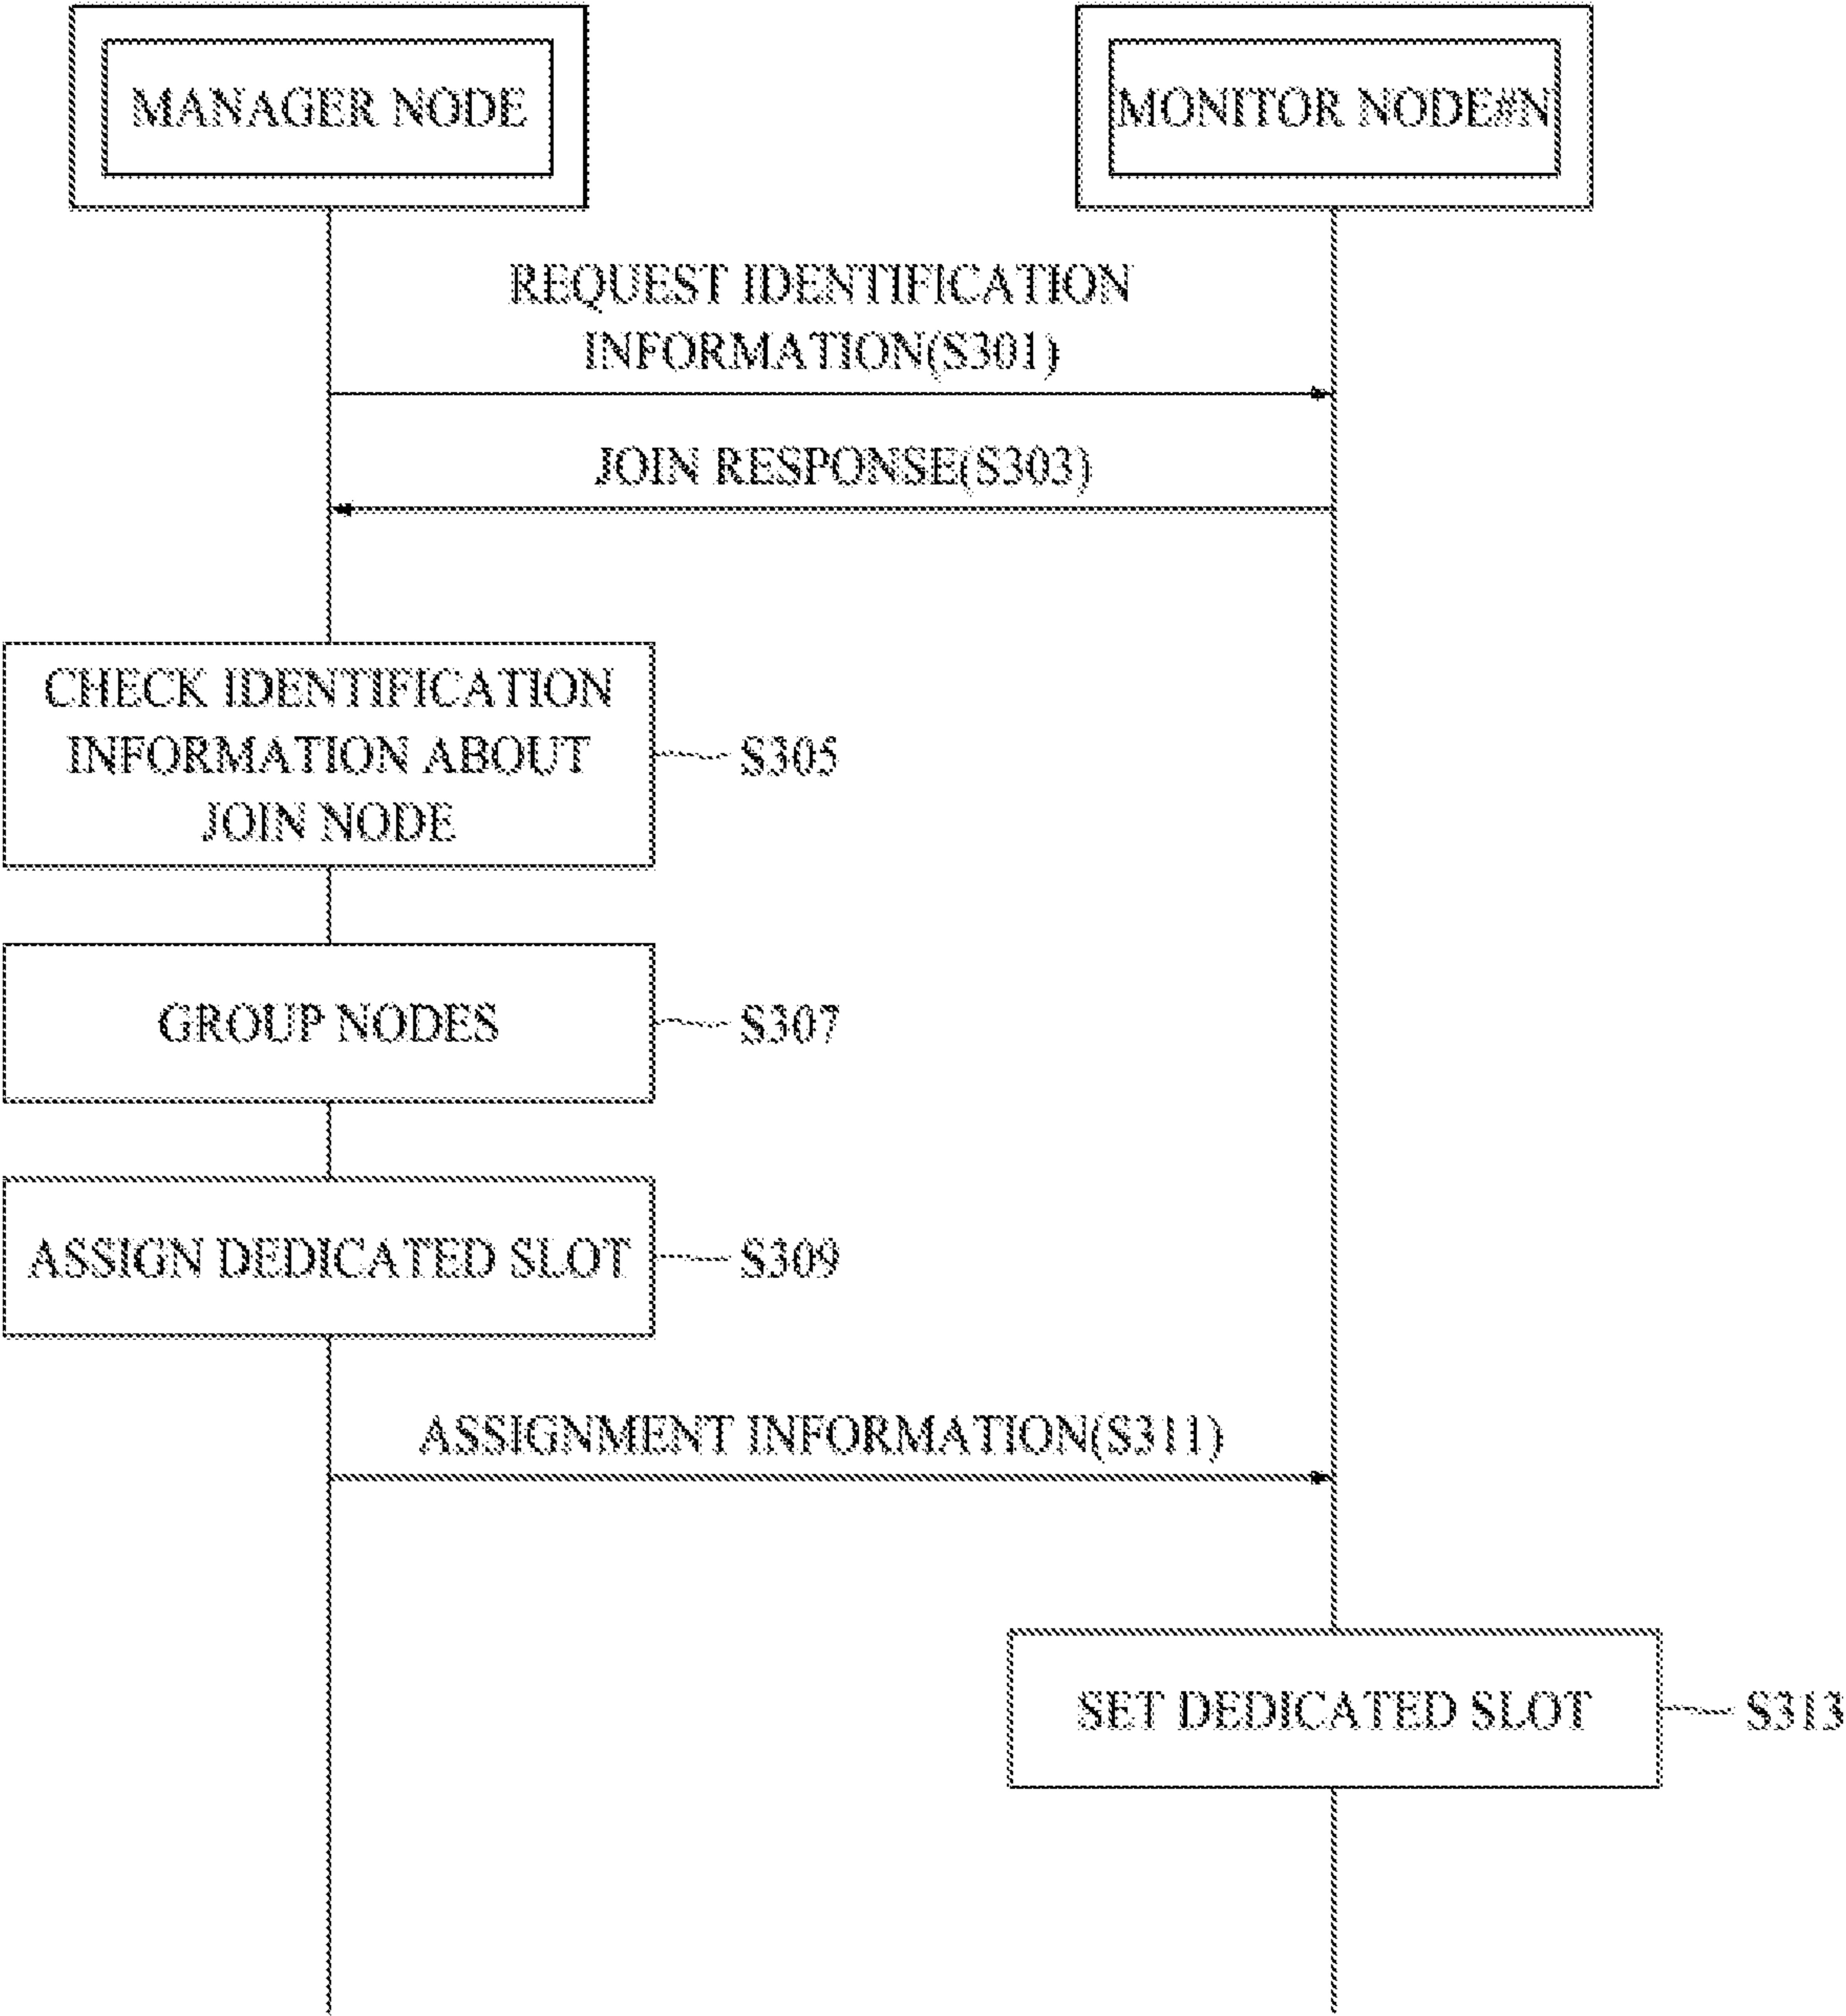 MANAGER NODE
MONITOR NODE#N
REQUEST IDENTIFICATION
INFORMATION(S301)
JOIN RESPONSE(S303)
CHECK IDENTIFICATION
INFORMATION ABOUT
JOIN NODE
S305
GROUP NODES
S307
ASSIGN DEDICATED SLOT
S309
ASSIGNMENT INFORMATION(S311)
SET DEDICATED SLOT
S313